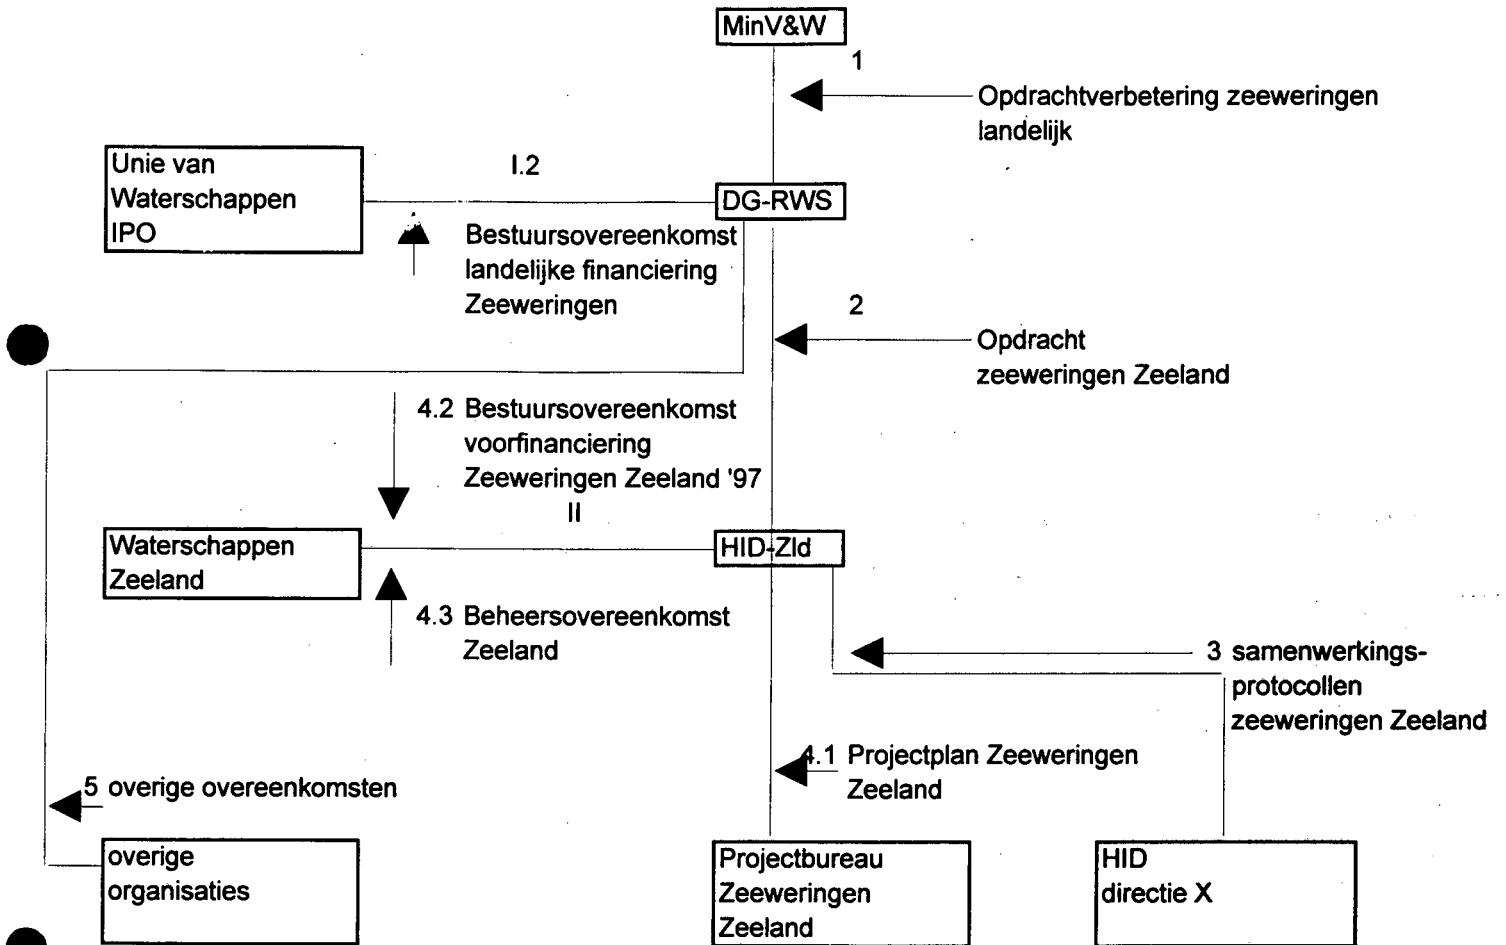 MinV&W
1
Opdrachtverbetering zeeweringen
landelijk
Unie van
Waterschappen
IPO
I.2
DG-RWS
Bestuursovereenkomst
landelijke financiering
Zeeweringen
2
Opdracht
zeeweringen Zeeland
4.2 Bestuursovereenkomst
voorfinanciering
Zeeweringen Zeeland '97
II
Waterschappen
Zeeland
HID-Zld
4.3 Beheersovereenkomst
Zeeland
3 samenwerkings-
protocollen
zeeweringen Zeeland
4.1 Projectplan Zeeweringen
Zeeland
5 overige overeenkomsten
overige
organisaties
Projectbureau
Zeeweringen
Zeeland
HID
directie X